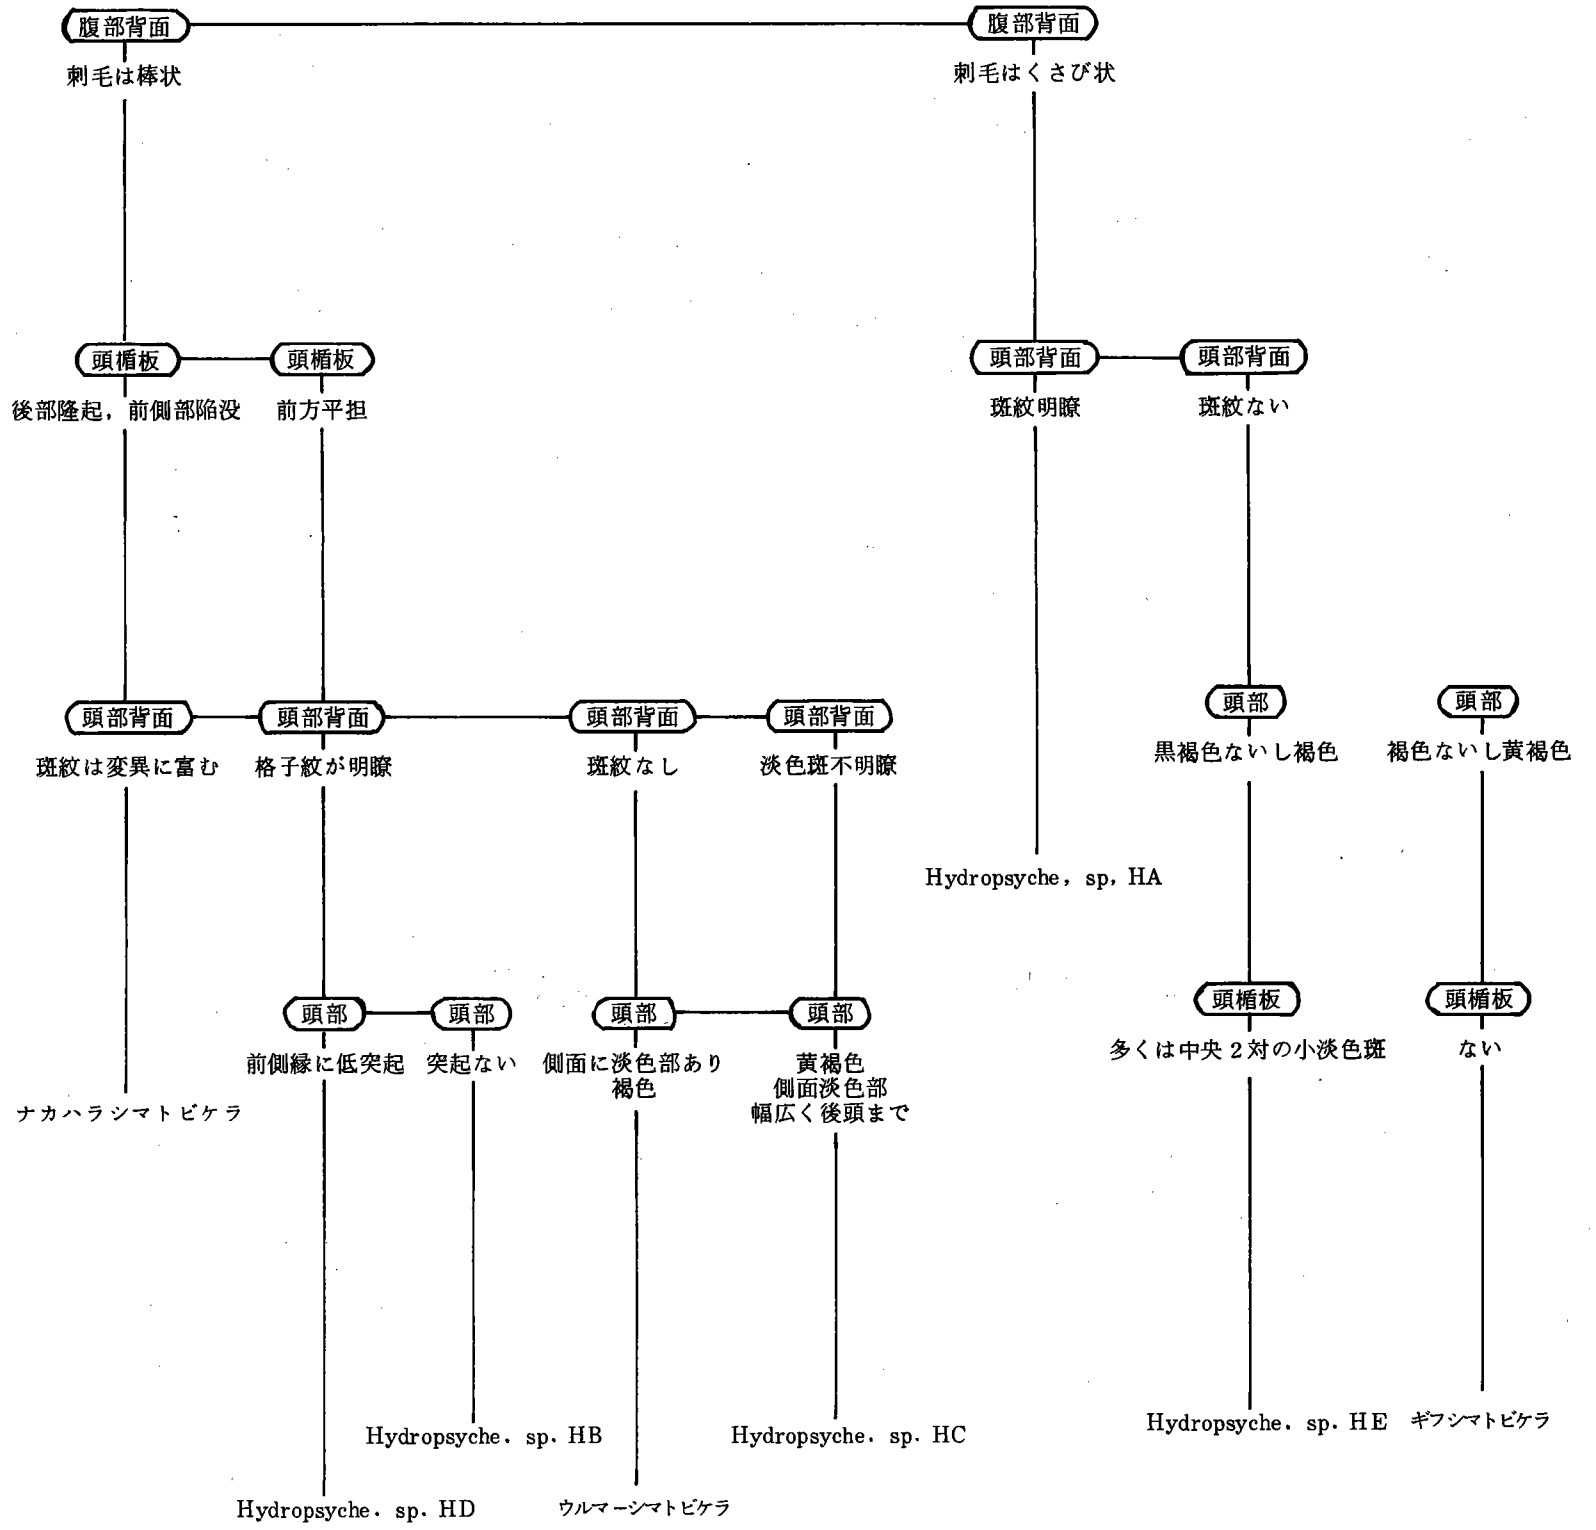 腹部背面
腹部背面
刺毛は棒状
刺毛はくさび状
頭楯板
頭楯板
頭部背面
頭部背面
後部隆起，前側部陥没
前方平担
斑紋明瞭
斑紋ない
頭部背面
頭部背面
頭部背面
頭部背面
頭部
頭部
斑紋は変異に富む
格子紋が明瞭
斑紋なし
淡色斑不明瞭
黒褐色ないし褐色
褐色ないし黄褐色
Hydropsyche, sp, HA
頭部
頭部
頭部
頭部
頭楯板
頭楯板
前側縁に低突起
突起ない
側面に淡色部あり
褐色
黄褐色
側面淡色部
幅広く後頭まで
多くは中央2対の小淡色斑
ない
ナカハラシマトビケラ
Hydropsyche. sp. HB
Hydropsyche. sp. HC
Hydropsyche. sp. HE
ギフシマトビケラ
Hydropsyche. sp. HD
ウルマーシマトビケラ